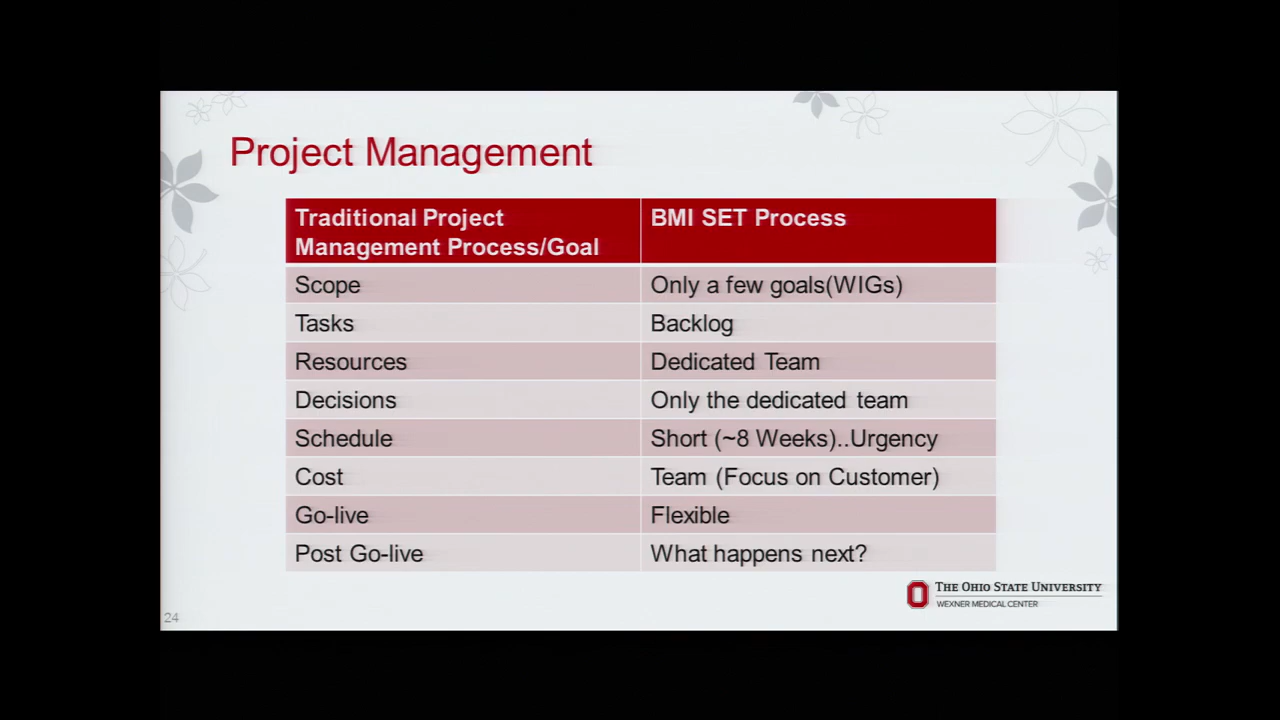 Project Management
Traditional Project
Management Process/Goal
BMI SET Process
Scope
Only a few goals(WIGs)
Tasks
Backlog
Resources
Dedicated Team
Decisions
Only the dedicated team
Schedule
Short (~8 Weeks)..Urgency
Cost
Team (Focus on Customer)
Go-live
Flexible
Post Go-live
What happens next?
THE OHIO STATE UNIVERSITY
WEXNER MEDICAL CENTER
24